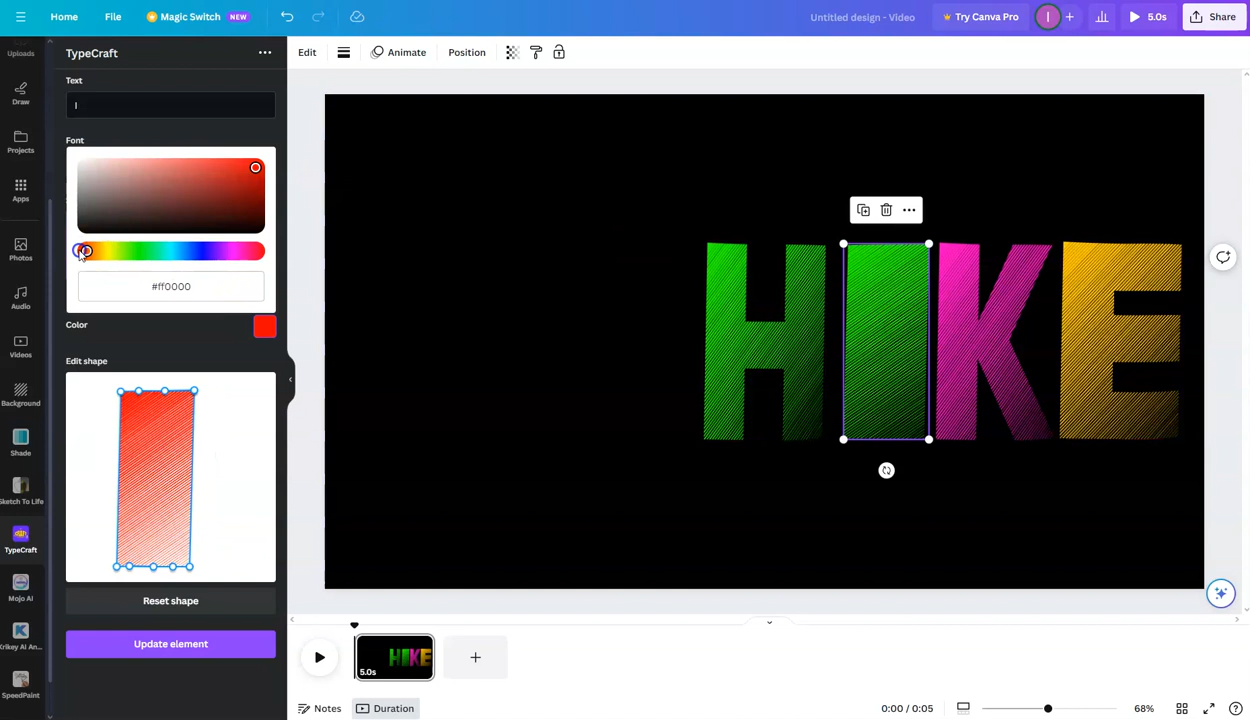 Home
File
Magic Switch NEW
Untitled design - Video
Try Canva Pro
I
5.0s
Share
Uploads
Draw
Projects
Apps
Photos
Audio
Videos
Background
Shade
Sketch To Life
TypeCraft
Mojo AI
Krikey AI An...
SpeedPaint
TypeCraft
Text
I
Font
#ff0000
Color
Edit shape
Reset shape
Update element
Edit
Animate
Position
HIKE
5.0s
HIKE
Notes
Duration
0:00 / 0:05
68%